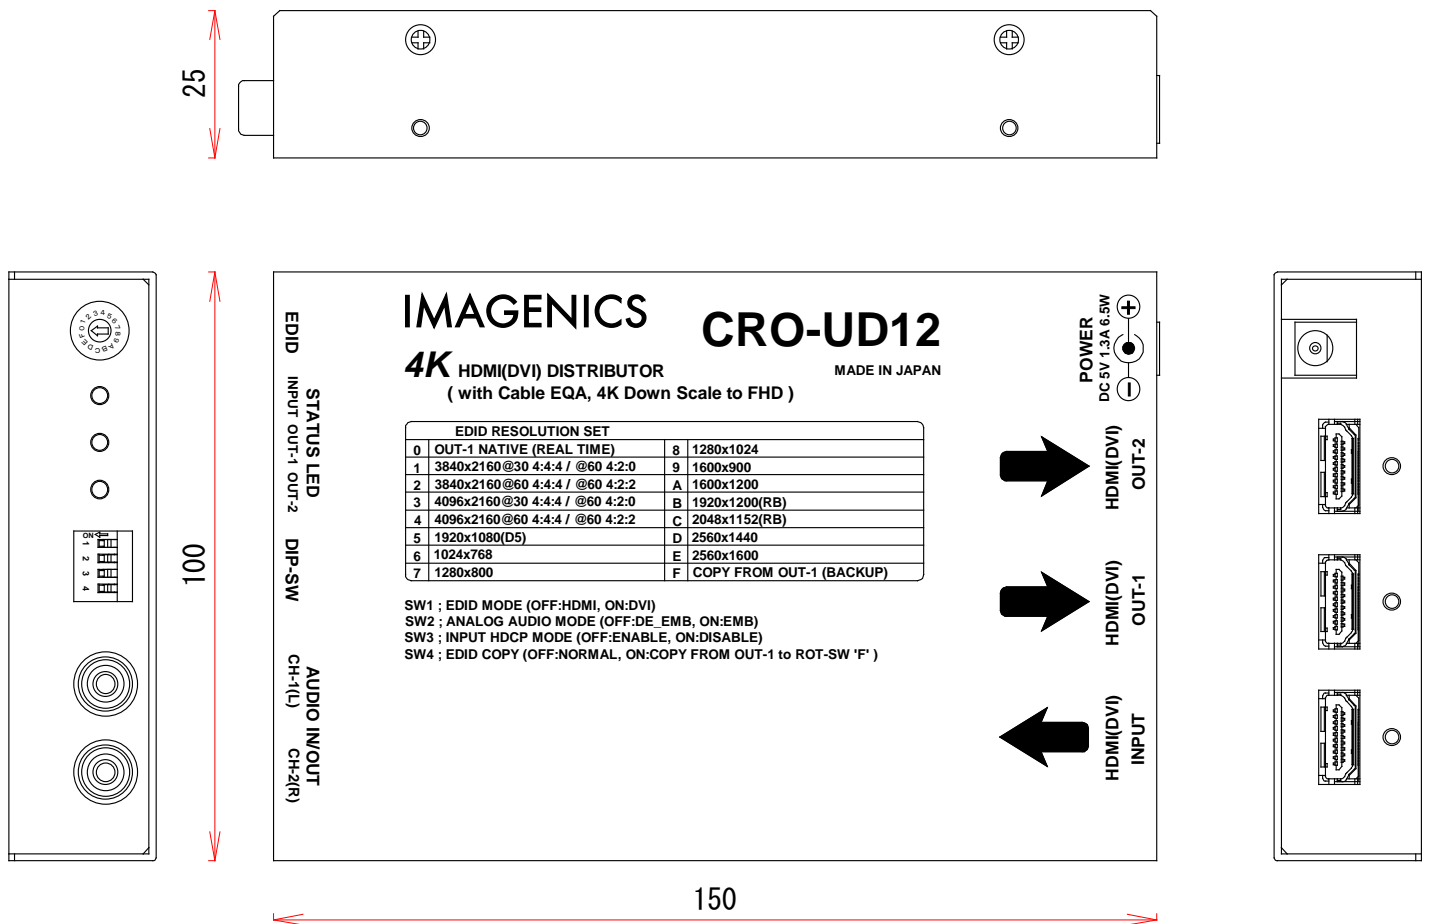 25
100
150
IMAGENICS
CRO-UD12
4K HDMI(DVI) DISTRIBUTOR
MADE IN JAPAN
( with Cable EQA, 4K Down Scale to FHD )
EDID RESOLUTION SET
0 OUT-1 NATIVE (REAL TIME) 8 1280x1024
1 3840x2160@30 4:4:4 / @60 4:2:0 9 1600x900
2 3840x2160@60 4:4:4 / @60 4:2:2 A 1600x1200
3 4096x2160@30 4:4:4 / @60 4:2:0 B 1920x1200(RB)
4 4096x2160@60 4:4:4 / @60 4:2:2 C 2048x1152(RB)
5 1920x1080(D5) D 2560x1440
6 1024x768 E 2560x1600
7 1280x800 F COPY FROM OUT-1 (BACKUP)
SW1 ; EDID MODE (OFF:HDMI, ON:DVI)
SW2 ; ANALOG AUDIO MODE (OFF:DE_EMB, ON:EMB)
SW3 ; INPUT HDCP MODE (OFF:ENABLE, ON:DISABLE)
SW4 ; EDID COPY (OFF:NORMAL, ON:COPY FROM OUT-1 to ROT-SW 'F' )
EDID
STATUS LED
INPUT OUT-1 OUT-2
DIP-SW
AUDIO IN/OUT
CH-1(L) CH-2(R)
POWER
DC 5V 1.3A 6.5W
HDMI(DVI)
OUT-2
HDMI(DVI)
OUT-1
HDMI(DVI)
INPUT
0123456789ABCDEF
ON
1
2
3
4